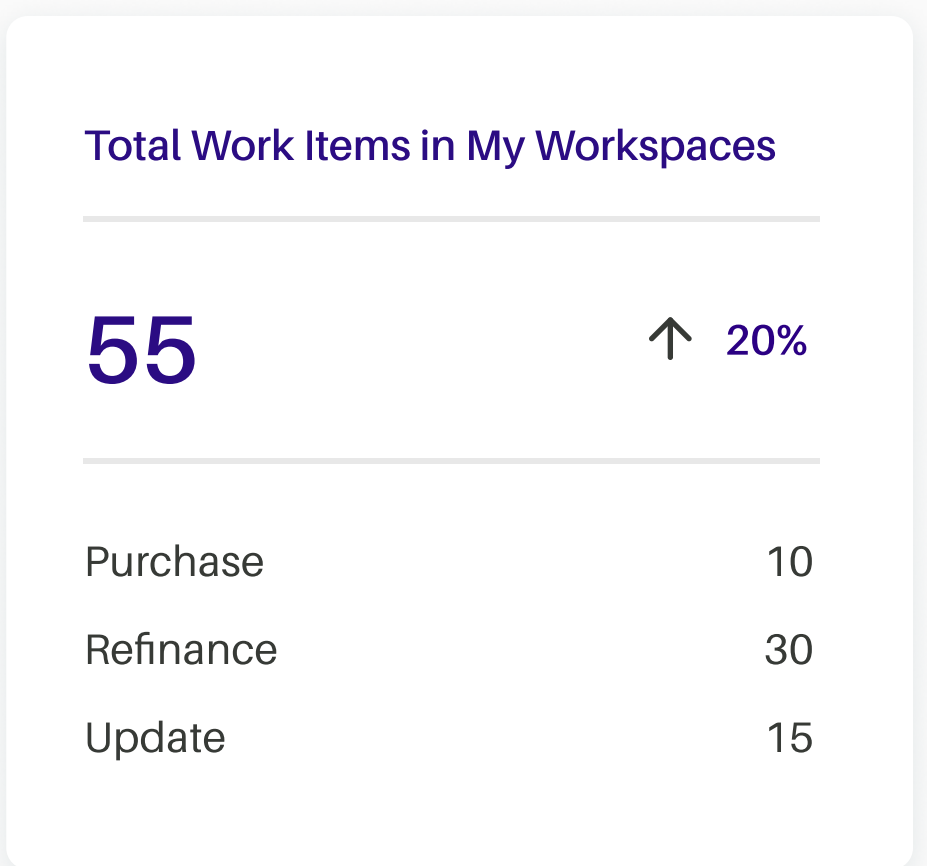 Total Work Items in My Workspaces
55 ↑ 20%
Purchase 10
Refinance 30
Update 15